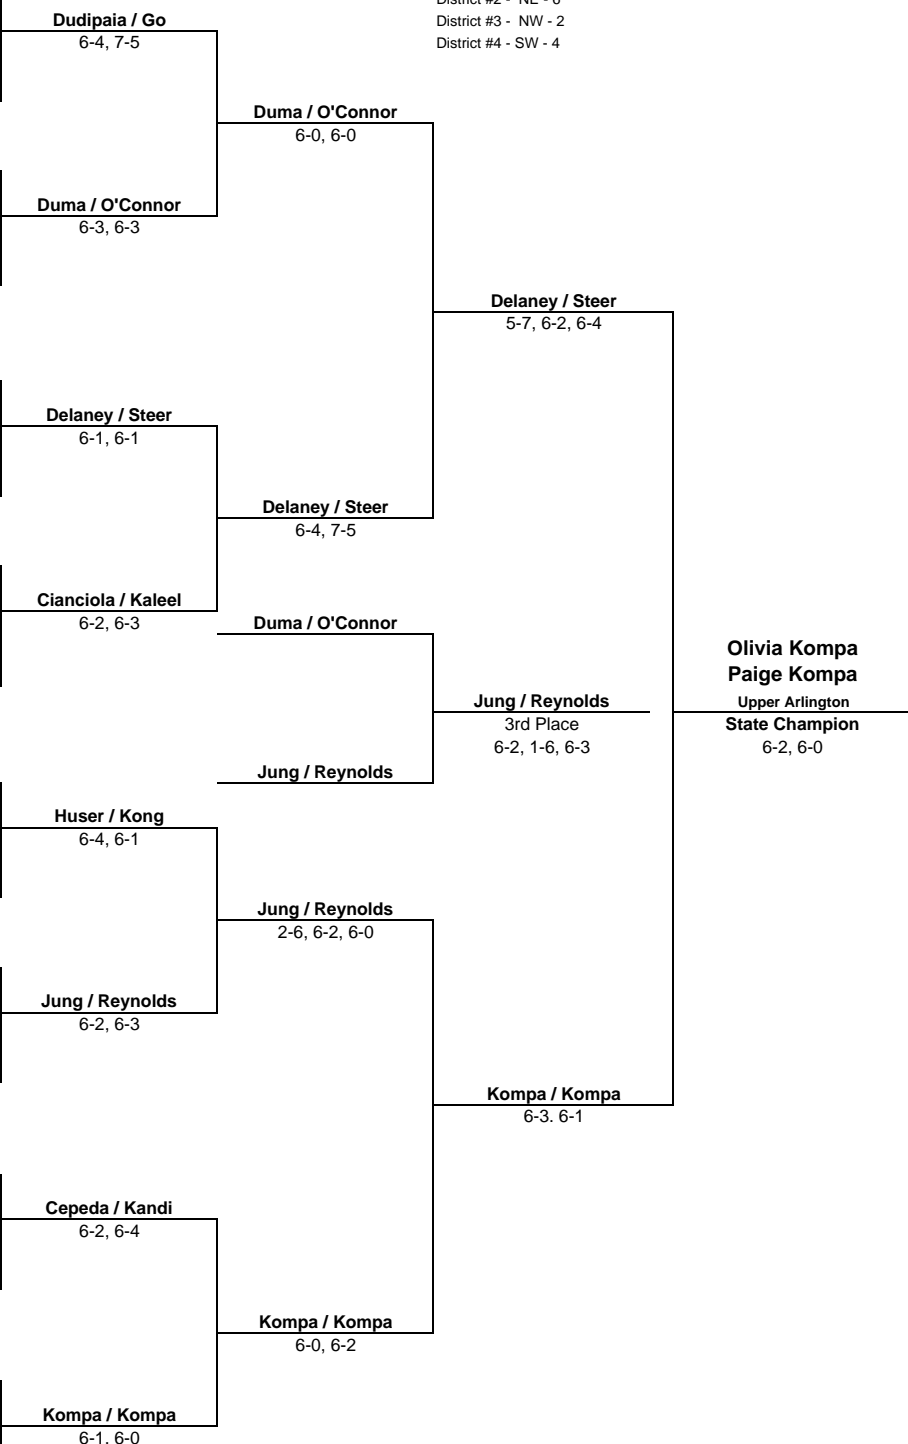 District #2 - NE - 6
Dudipaia / Go
6-4, 7-5
District #3 - NW - 2
District #4 - SW - 4
Duma / O'Connor
6-0, 6-0
Duma / O'Connor
6-3, 6-3
Delaney / Steer
5-7, 6-2, 6-4
Delaney / Steer
6-1, 6-1
Delaney / Steer
6-4, 7-5
Cianciola / Kaleel
6-2, 6-3
Duma / O'Connor
Olivia Kompa
Paige Kompa
Upper Arlington
State Champion
6-2, 6-0
Jung / Reynolds
3rd Place
6-2, 1-6, 6-3
Jung / Reynolds
Huser / Kong
6-4, 6-1
Jung / Reynolds
2-6, 6-2, 6-0
Jung / Reynolds
6-2, 6-3
Kompa / Kompa
6-3. 6-1
Cepeda / Kandi
6-2, 6-4
Kompa / Kompa
6-0, 6-2
Kompa / Kompa
6-1, 6-0